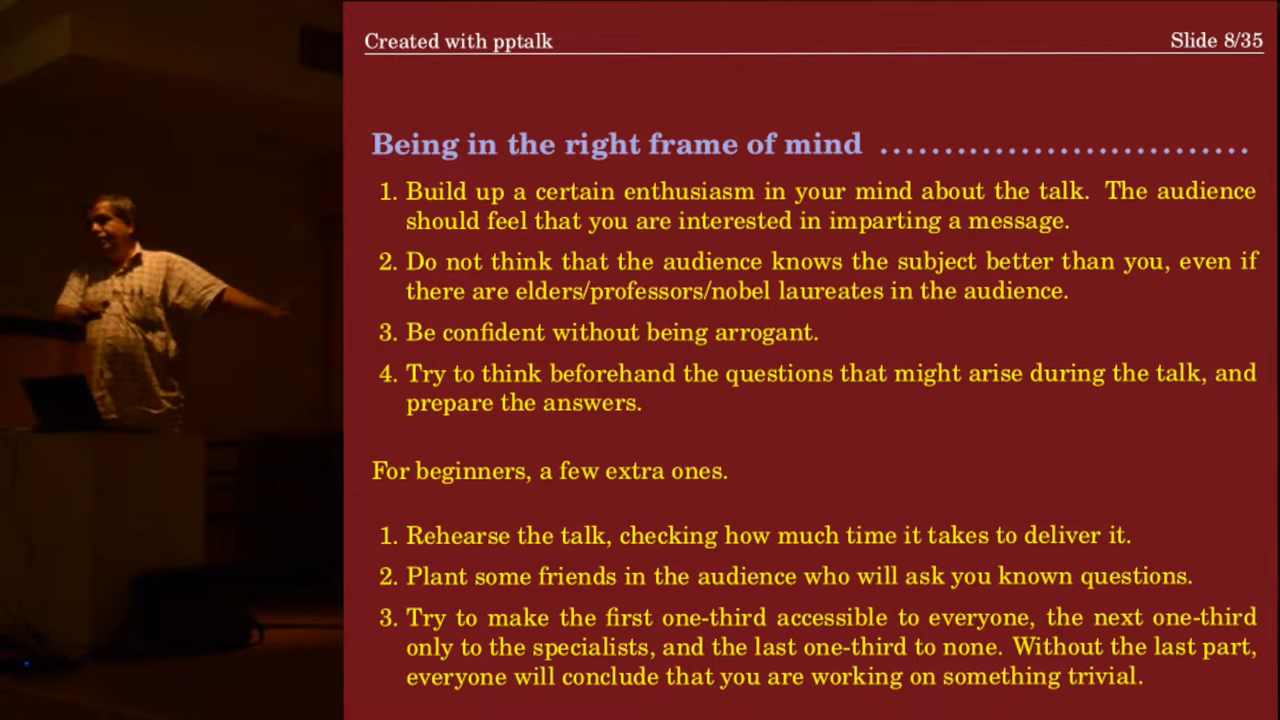 Created with pptalk
Slide 8/35
Being in the right frame of mind ..............................
1. Build up a certain enthusiasm in your mind about the talk. The audience
should feel that you are interested in imparting a message.
2. Do not think that the audience knows the subject better than you, even if
there are elders/professors/nobel laureates in the audience.
3. Be confident without being arrogant.
4. Try to think beforehand the questions that might arise during the talk, and
prepare the answers.
For beginners, a few extra ones.
1. Rehearse the talk, checking how much time it takes to deliver it.
2. Plant some friends in the audience who will ask you known questions.
3. Try to make the first one-third accessible to everyone, the next one-third
only to the specialists, and the last one-third to none. Without the last part,
everyone will conclude that you are working on something trivial.